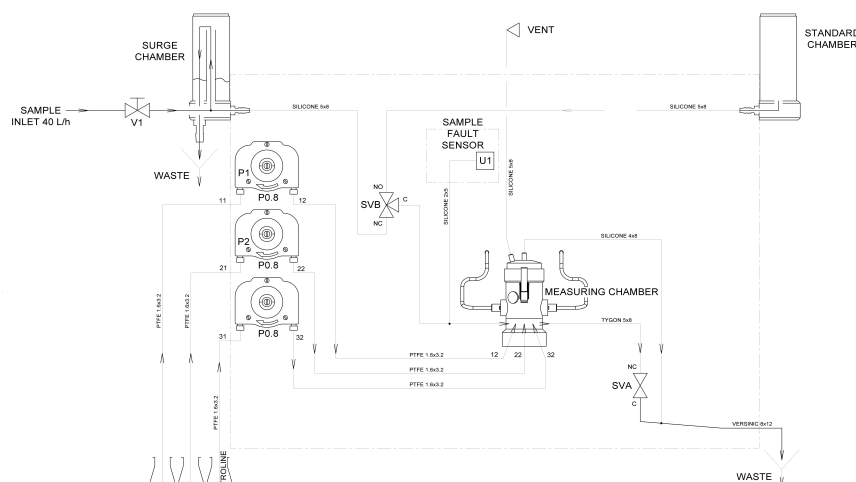 VENT
STANDARD
CHAMBER
SURGE
CHAMBER
SAMPLE
INLET 40 L/h
V1
SILICONE 5x8
SILICONE 5x8
SAMPLE
FAULT
SENSOR
U1
WASTE
P1
P0.8
11
12
NO
SVB
C
NC
SILICONE 2x5
SILICONE 5x8
P2
P0.8
21
22
SILICONE 4x8
MEASURING CHAMBER
P0.8
31
32
TYGON 5x8
PTFE 1.6x3.2
PTFE 1.6x3.2
PTFE 1.6x3.2
12
22
32
PTFE 1.6x3.2
PTFE 1.6x3.2
PTFE 1.6x3.2
NC
SVA
C
VERSINIC 8x12
TROLINE
WASTE